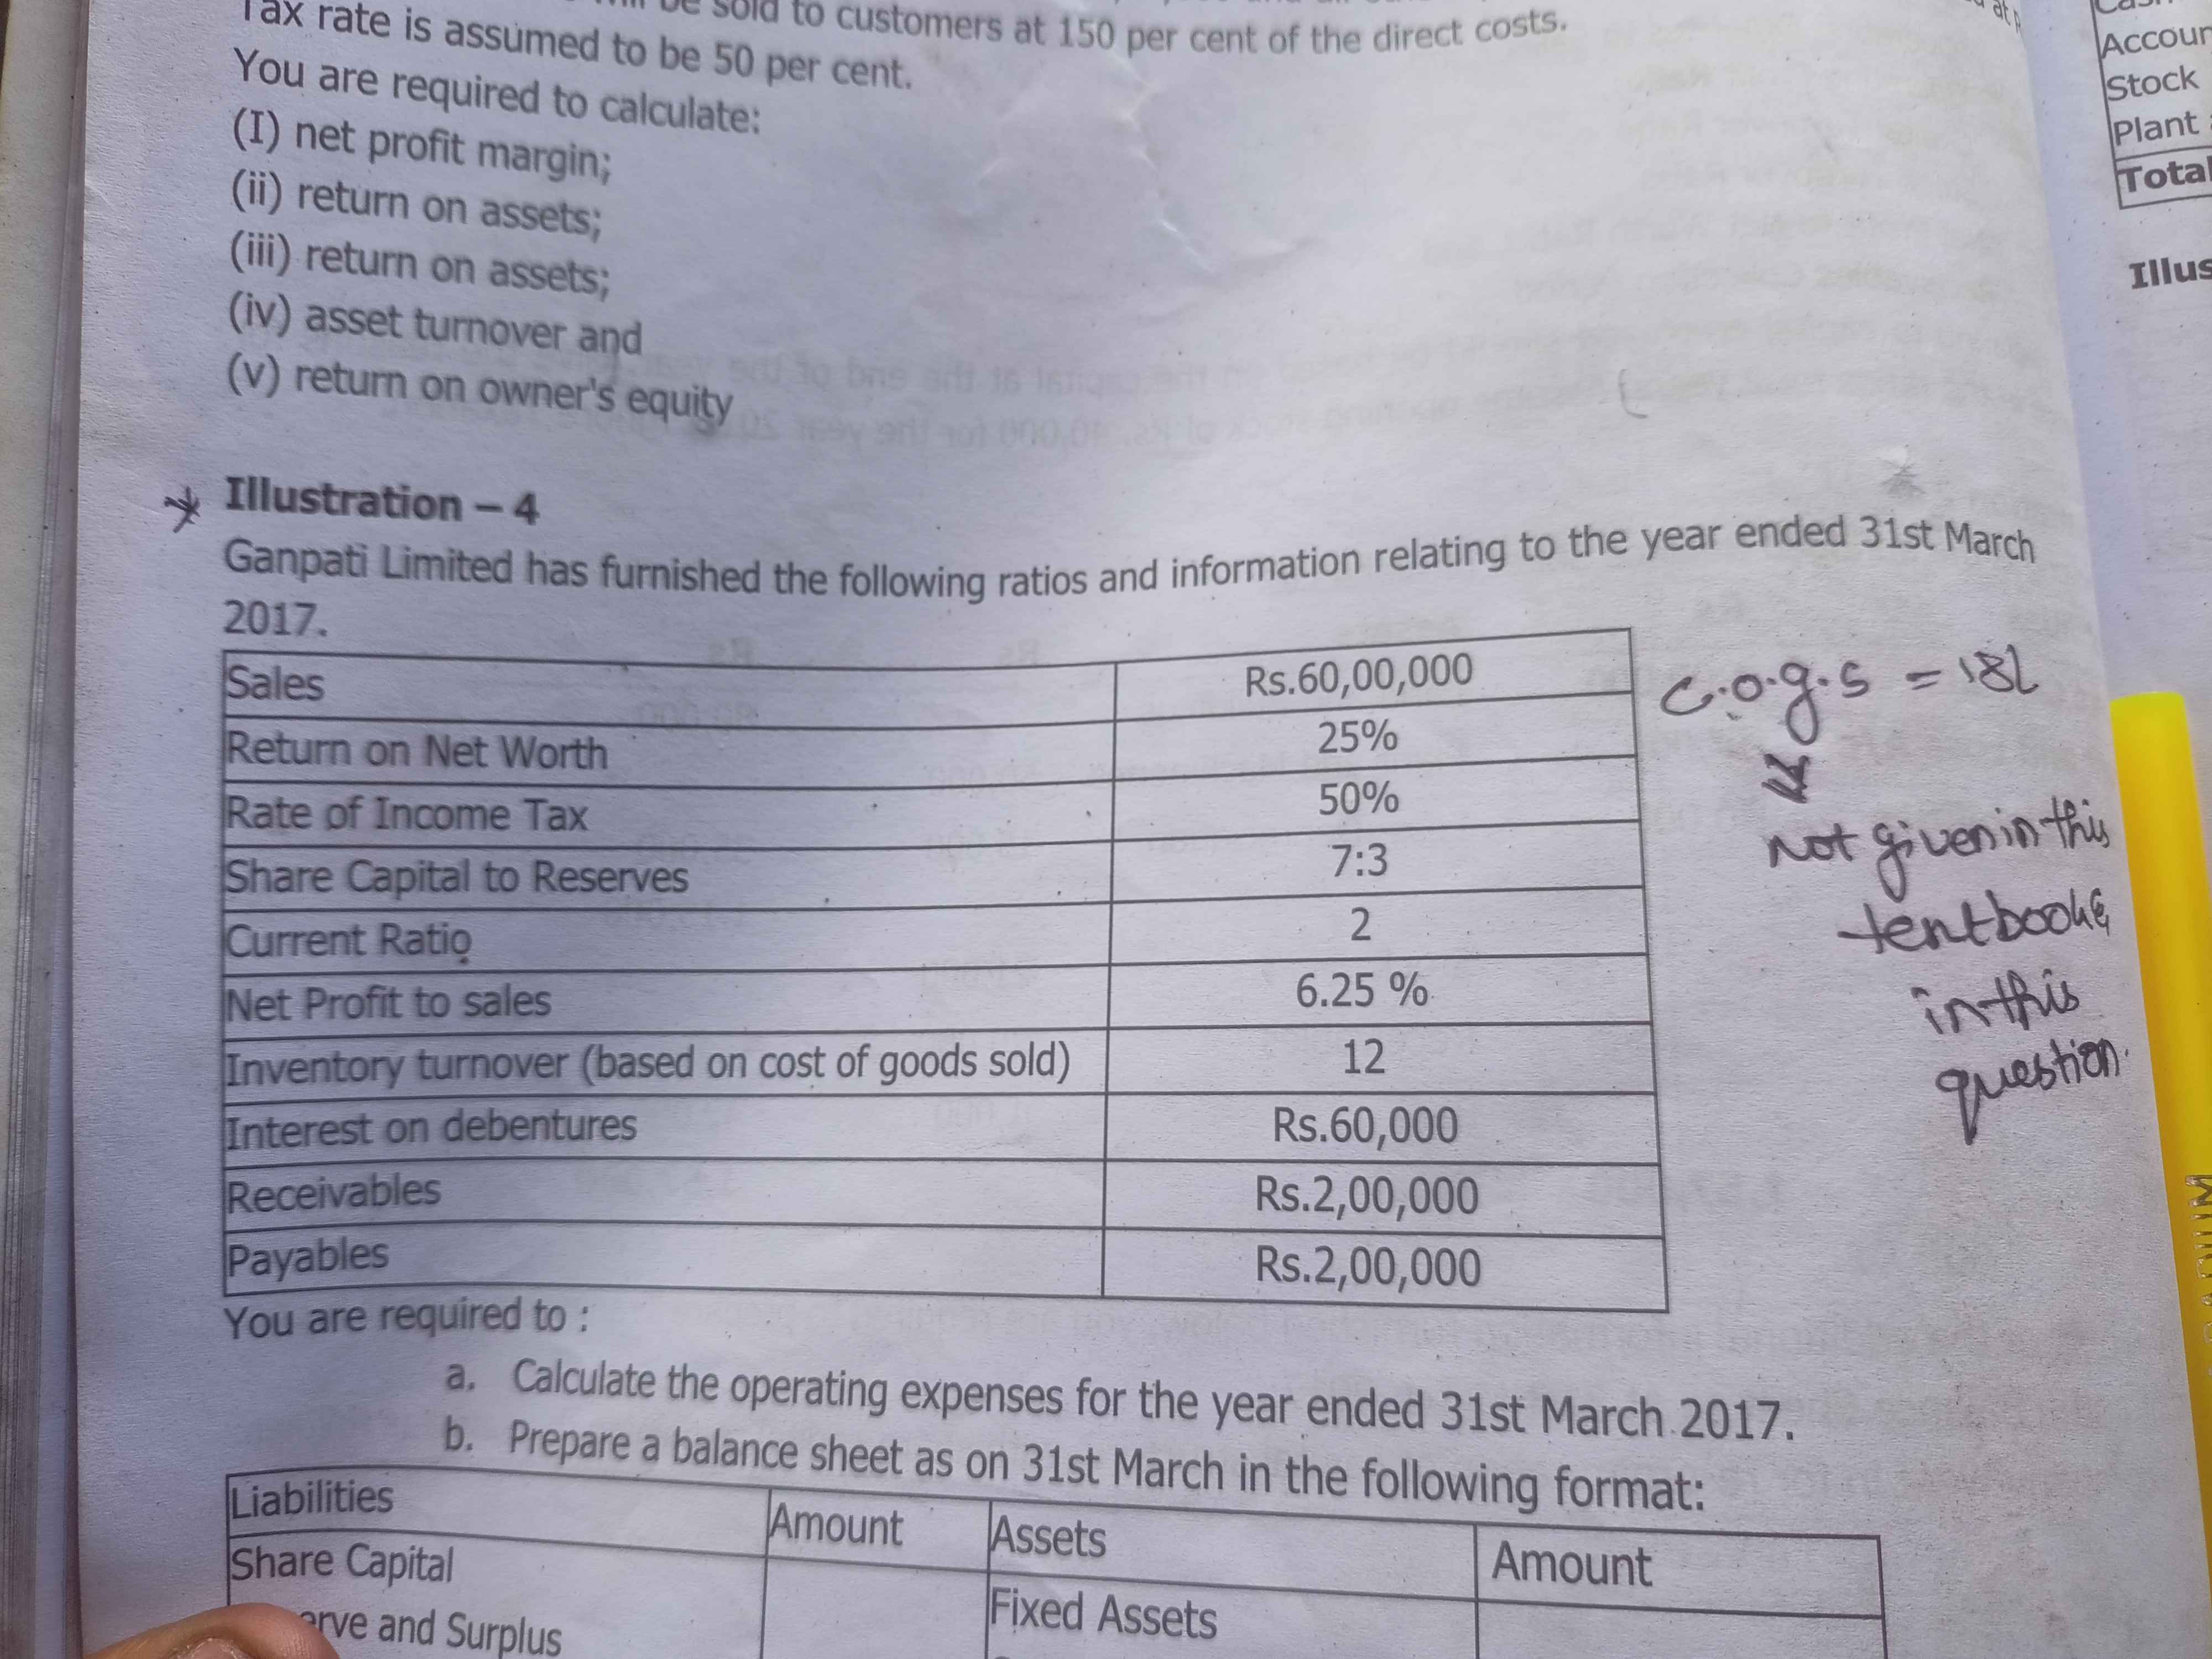 be sold to customers at 150 per cent of the direct costs.
Tax rate is assumed to be 50 per cent.
You are required to calculate:
(I) net profit margin;
(ii) return on assets;
(iii) return on assets;
(iv) asset turnover and
(v) return on owner's equity
Illustration – 4
Ganpati Limited has furnished the following ratios and information relating to the year ended 31st March
2017.
Sales Rs.60,00,000
Return on Net Worth 25%
Rate of Income Tax 50%
Share Capital to Reserves 7:3
Current Ratio 2
Net Profit to sales 6.25 %
Inventory turnover (based on cost of goods sold) 12
Interest on debentures Rs.60,000
Receivables Rs.2,00,000
Payables Rs.2,00,000
c.o.g.s = 18L
Not given in this
textbook
in this
question.
You are required to :
a. Calculate the operating expenses for the year ended 31st March 2017.
b. Prepare a balance sheet as on 31st March in the following format:
Liabilities Amount Assets Amount
Share Capital Fixed Assets
and Surplus
Stock
Plant
Total